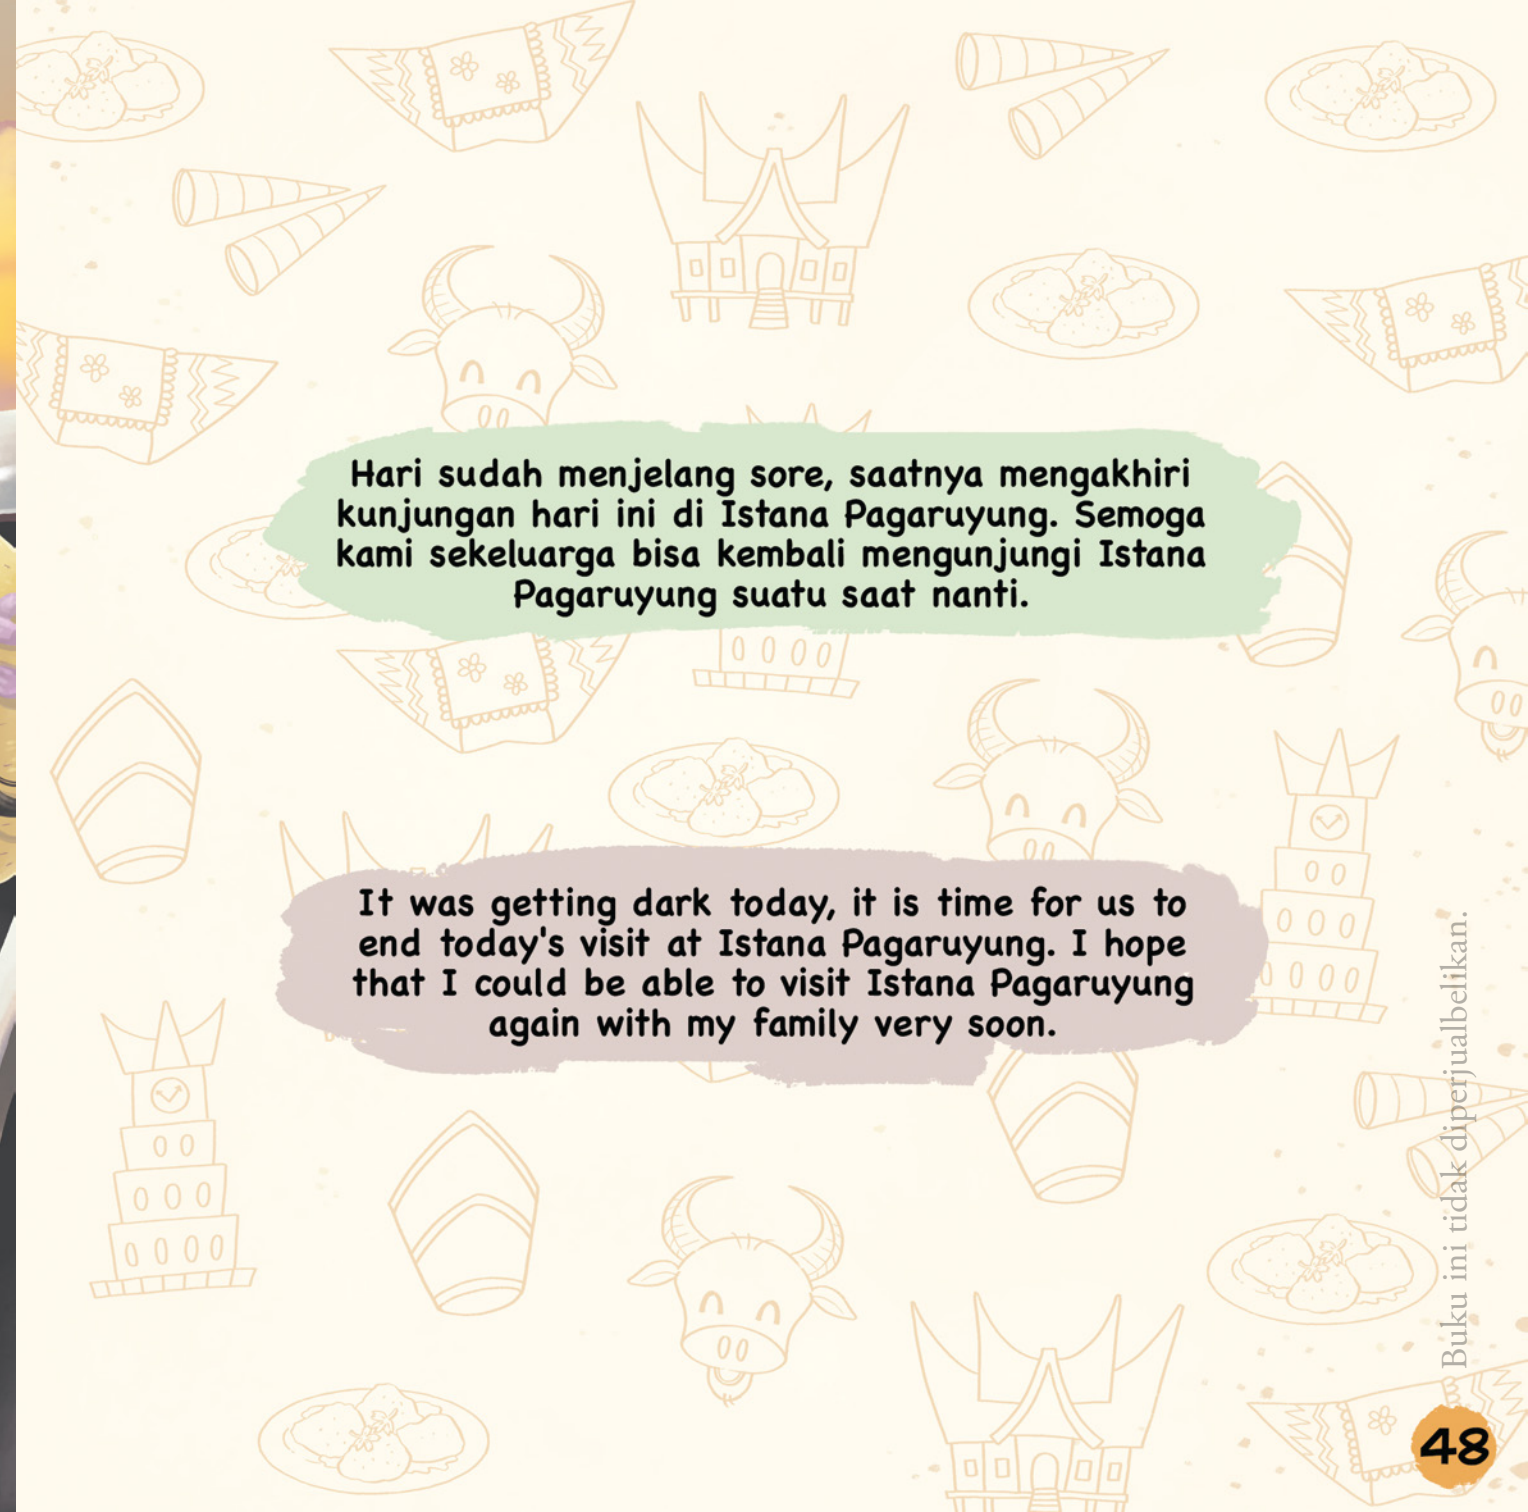 Hari sudah menjelang sore, saatnya mengakhiri
kunjungan hari ini di Istana Pagaruyung. Semoga
kami sekeluarga bisa kembali mengunjungi Istana
Pagaruyung suatu saat nanti.
It was getting dark today, it is time for us to
end today's visit at Istana Pagaruyung. I hope
that I could be able to visit Istana Pagaruyung
again with my family very soon.
Buku ini tidak diperjualbelikan.
48